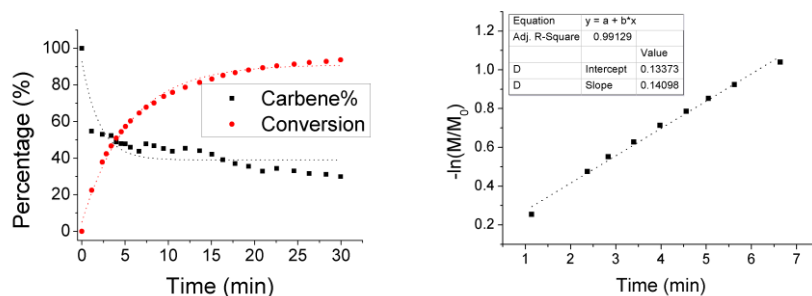 100
80
60
40
20
0
Percentage (%)
Carbene%
Conversion
0 5 10 15 20 25 30
Time (min)
Equation y = a + b*x
Adj. R-Square 0.99129
Value
D Intercept 0.13373
D Slope 0.14098
1.2
1.0
0.8
0.6
0.4
0.2
-ln(M/M₀)
1 2 3 4 5 6 7
Time (min)